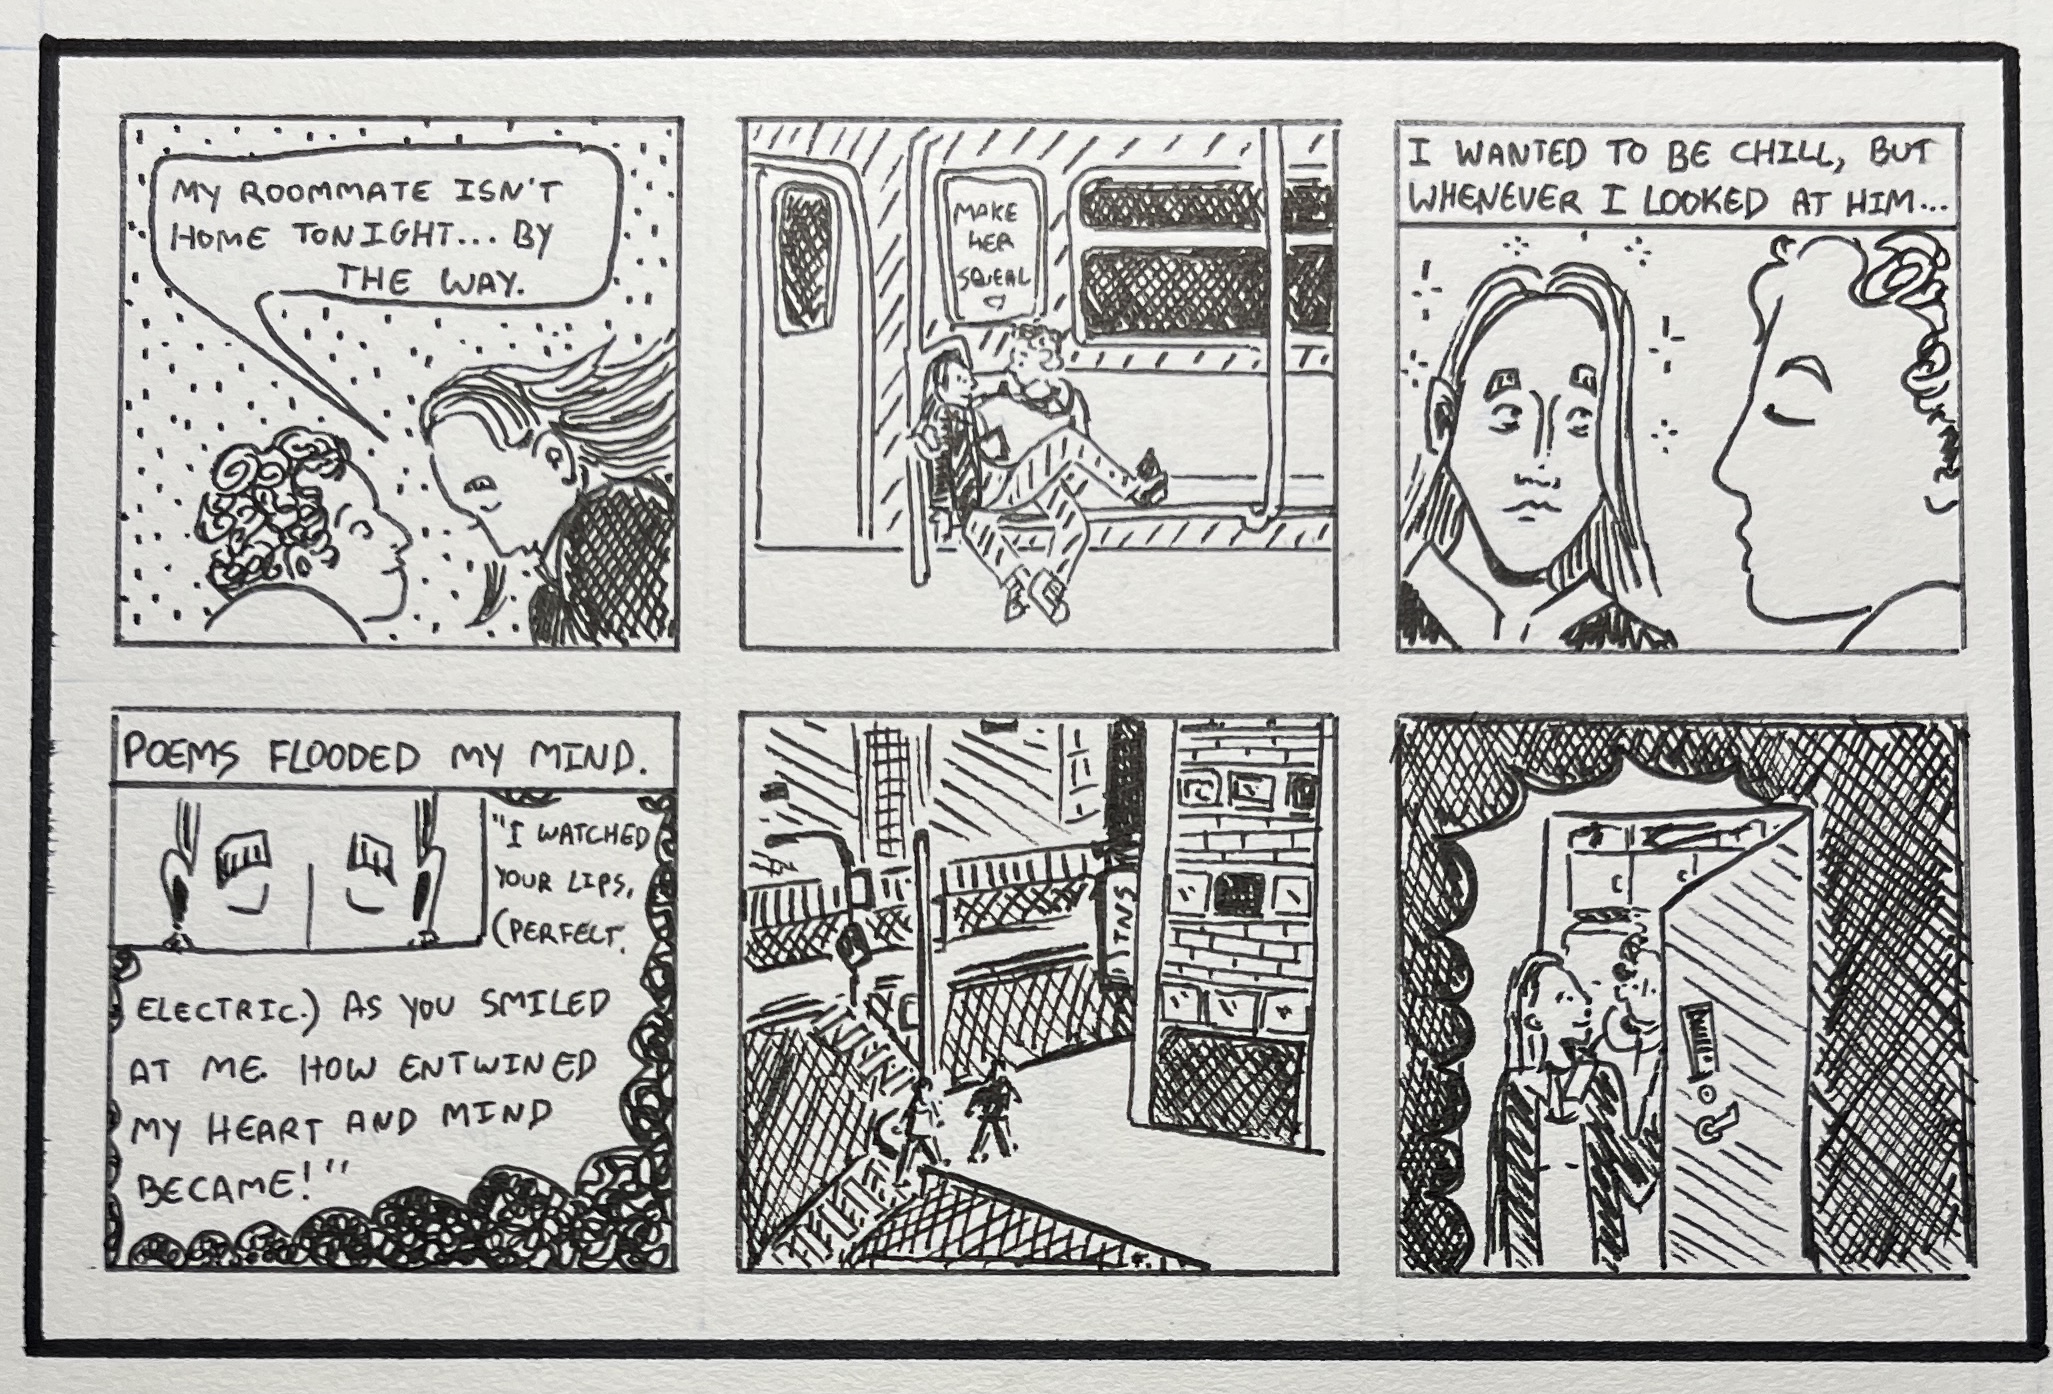 MY ROOMMATE ISN'T
HOME TONIGHT... BY
THE WAY.
MAKE
HER
SQUEAL
I WANTED TO BE CHILL, BUT
WHENEVER I LOOKED AT HIM...
POEMS FLOODED MY MIND.
"I WATCHED
YOUR LIPS,
(PERFECT,
ELECTRIC.) AS YOU SMILED
AT ME. HOW ENTWINED
MY HEART AND MIND
BECAME!"